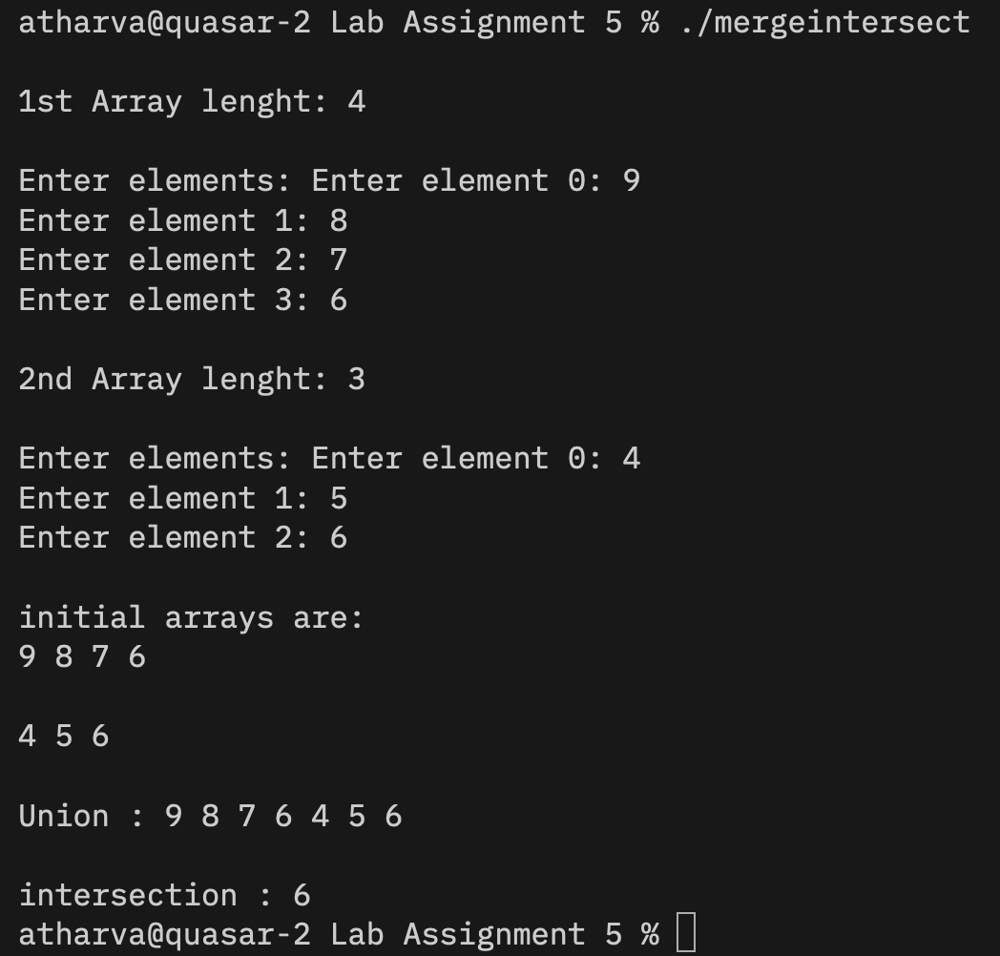 atharva@quasar-2 Lab Assignment 5 % ./mergeintersect
1st Array lenght: 4
Enter elements: Enter element 0: 9
Enter element 1: 8
Enter element 2: 7
Enter element 3: 6
2nd Array lenght: 3
Enter elements: Enter element 0: 4
Enter element 1: 5
Enter element 2: 6
initial arrays are:
9 8 7 6
4 5 6
Union : 9 8 7 6 4 5 6
intersection : 6
atharva@quasar-2 Lab Assignment 5 %